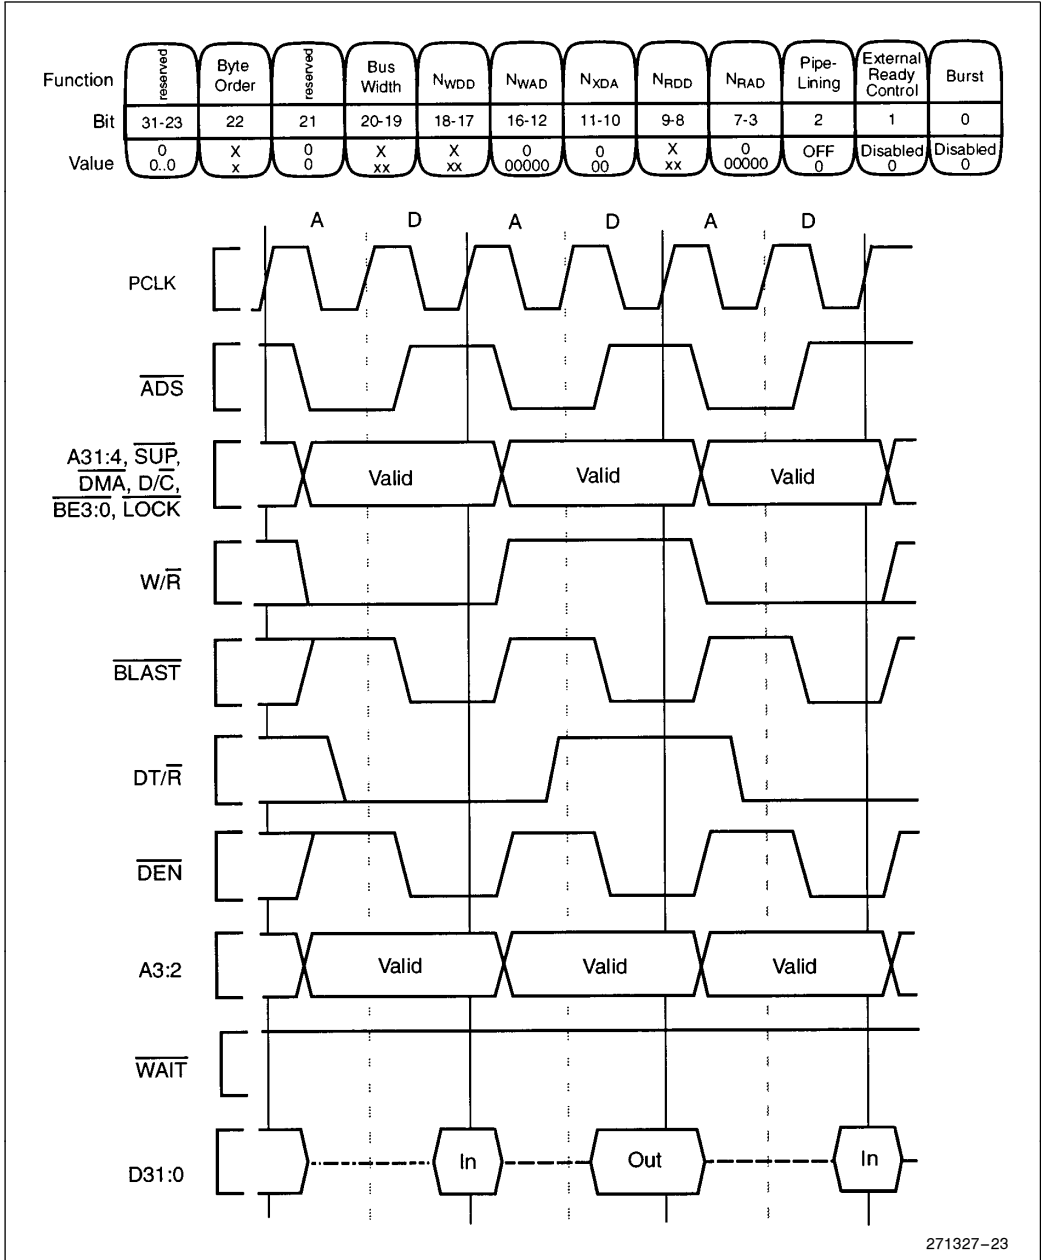 Function reserved Byte Order reserved Bus Width NWDD NWAD NXDA NRDD NRAD Pipe-Lining External Ready Control Burst
Bit 31-23 22 21 20-19 18-17 16-12 11-10 9-8 7-3 2 1 0
Value 0 X 0 X X 0 0 X 0 OFF Disabled Disabled
0..0 x 0 xx xx 00000 00 xx 00000 0 0 0
A D A D A D
PCLK
ADS
A31:4, SUP,
DMA, D/C,
BE3:0, LOCK
Valid Valid Valid
W/R
BLAST
DT/R
DEN
A3:2 Valid Valid Valid
WAIT
D31:0 In Out In
271327–23